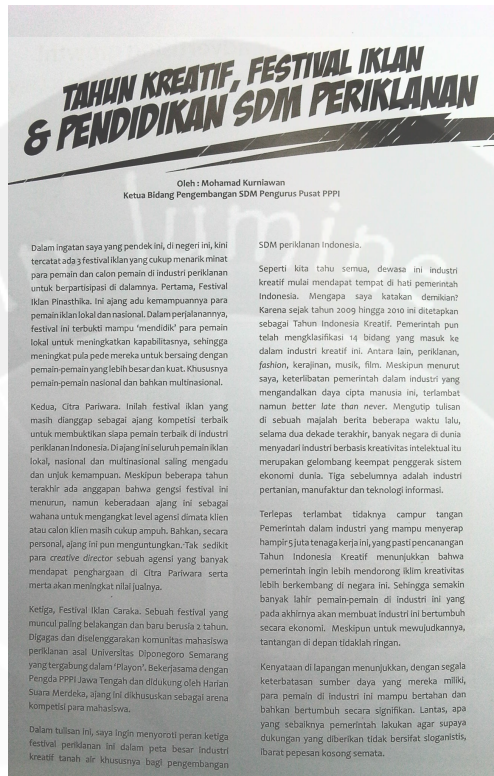 TAHUN KREATIF, FESTIVAL IKLAN
& PENDIDIKAN SDM PERIKLANAN
Oleh : Mohamad Kurniawan
Ketua Bidang Pengembangan SDM Pengurus Pusat PPPI
Dalam ingatan saya yang pendek ini, di negeri ini, kini
tercatat ada 3 festival iklan yang cukup menarik minat
para pemain dan calon pemain di industri periklanan
untuk berpartisipasi di dalamnya. Pertama, Festival
Iklan Pinasthika. Ini ajang adu kemampuanna para
pemain iklan lokal dan nasional. Dalam perjalanannya,
festival ini terbukti mampu 'mendidik' para pemain
lokal untuk meningkatkan kapabilitasnya, sehingga
meningkat pula pede mereka untuk bersaing dengan
pemain-pemain yang lebih besar dan kuat. Khususnya
pemain-pemain nasional dan bahkan multinasional.
Kedua, Citra Pariwara. Inilah festival iklan yang
masih dianggap sebagai ajang kompetisi terbaik
untuk membuktikan siapa pemain terbaik di industri
periklanan Indonesia. Di ajang ini seluruh pemain iklan
lokal, nasional dan multinasional saling mengadu
dan unjuk kemampuan. Meskipun beberapa tahun
terakhir ada anggapan bahwa gengsi festival ini
menurun, namun keberadaan ajang ini sebagai
wahana untuk mengangkat level agensi dimata klien
atau calon klien masih cukup ampuh. Bahkan, secara
personal, ajang ini pun menguntungkan. Tak sedikit
para creative director sebuah agensi yang banyak
mendapat penghargaan di Citra Pariwara serta
merta akan meningkat nilai jualnya.
Ketiga, Festival Iklan Caraka. Sebuah festival yang
muncul paling belakangan dan baru berusia 2 tahun.
Digagas dan diselenggarakan komunitas mahasiswa
periklanan asal Universitas Diponegoro Semarang
yang tergabung dalam 'Playon'. Bekerjasama dengan
Pengda PPPI Jawa Tengah dan didukung oleh Harian
Suara Merdeka, ajang ini dikhususkan sebagai arena
kompetisi para mahasiswa.
Dalam tulisan ini, saya ingin menyoroti peran ketiga
festival periklanan ini dalam peta besar industri
kreatif tanah air khususnya bagi pengembangan
SDM periklanan Indonesia.
Seperti kita tahu semua, dewasa ini industri
kreatif mulai mendapat tempat di hati pemerintah
Indonesia. Mengapa saya katakan demikian?
Karena sejak tahun 2009 hingga 2010 ini ditetapkan
sebagai Tahun Indonesia Kreatif. Pemerintah pun
telah mengklasifikasi 14 bidang yang masuk ke
dalam industri kreatif ini. Antara lain, periklanan,
fashion, kerajinan, musik, film. Meskipun menurut
saya, keterlibatan pemerintah dalam industri yang
mengandalkan daya cipta manusia ini, terlambat
namun better late than never. Mengutip tulisan
di sebuah majalah berita beberapa waktu lalu,
selama dua dekade terakhir, banyak negara di dunia
menyadari industri berbasis kreativitas intelektual itu
merupakan gelombang keempat penggerak sistem
ekonomi dunia. Tiga sebelumnya adalah industri
pertanian, manufaktur dan teknologi informasi.
Terlepas terlambat tidaknya campur tangan
Pemerintah dalam industri yang mampu menyerap
hampir 5 juta tenaga kerja ini, yang pasti pencanangan
Tahun Indonesia Kreatif menunjukkan bahwa
pemerintah ingin lebih mendorong iklim kreativitas
lebih berkembang di negara ini. Sehingga semakin
banyak lahir pemain-pemain di industri ini yang
pada akhirnya akan membuat industri ini bertumbuh
secara ekonomi. Meskipun untuk mewujudkannya,
tantangan di depan tidaklah ringan.
Kenyataan di lapangan menunjukkan, dengan segala
keterbatasan sumber daya yang mereka miliki,
para pemain di industri ini mampu bertahan dan
bahkan bertumbuh secara signifikan. Lantas, apa
yang sebaiknya pemerintah lakukan agar supaya
dukungan yang diberikan tidak bersifat sloganistis,
ibarat pepesan kosong semata.